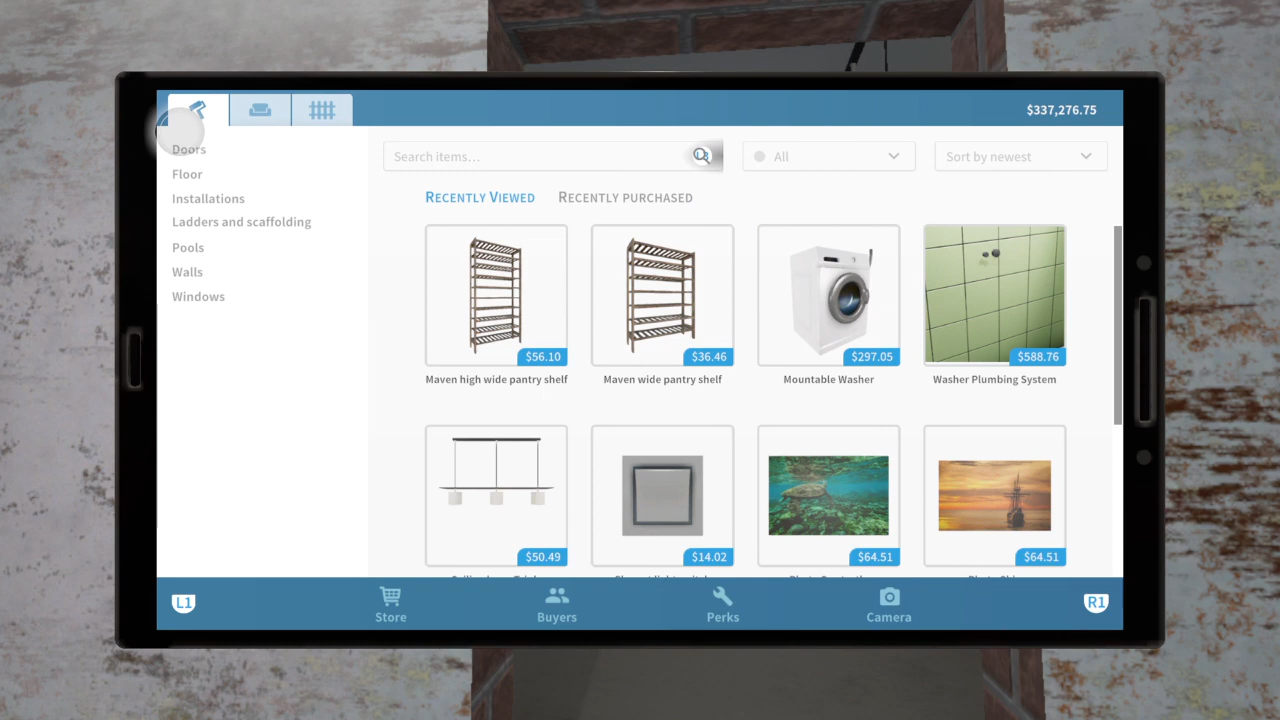 $337,276.75
Search items...
All
Sort by newest
Doors
Floor
Installations
Ladders and scaffolding
Pools
Walls
Windows
Recently Viewed
Recently purchased
$56.10
$36.46
$297.05
$588.76
Maven high wide pantry shelf
Maven wide pantry shelf
Mountable Washer
Washer Plumbing System
$50.49
$14.02
$64.51
$64.51
L1
Store
Buyers
Perks
Camera
R1